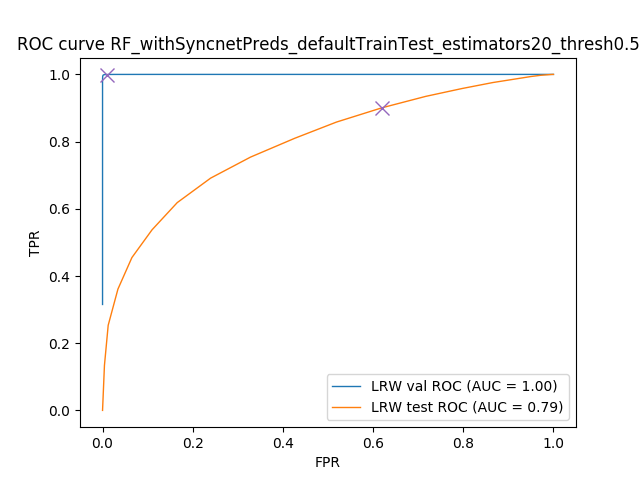 ROC curve RF_withSyncnetPreds_defaultTrainTest_estimators20_thresh0.5
1.0
0.8
0.6
0.4
0.2
0.0
TPR
LRW val ROC (AUC = 1.00)
LRW test ROC (AUC = 0.79)
0.0 0.2 0.4 0.6 0.8 1.0
FPR